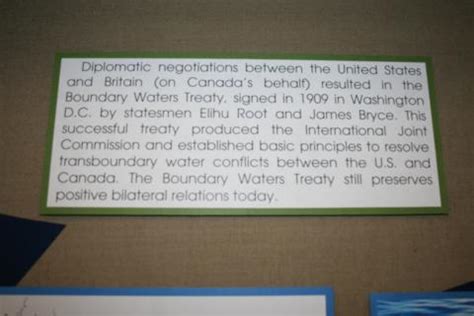 Diplomatic negotiations between the United States
and Britain (on Canada's behalf) resulted in the
Boundary Waters Treaty, signed in 1909 in Washington
D.C. by statesmen Elihu Root and James Bryce. This
successful treaty produced the International Joint
Commission and established basic principles to resolve
transboundary water conflicts between the U.S. and
Canada. The Boundary Waters Treaty still preserves
positive bilateral relations today.